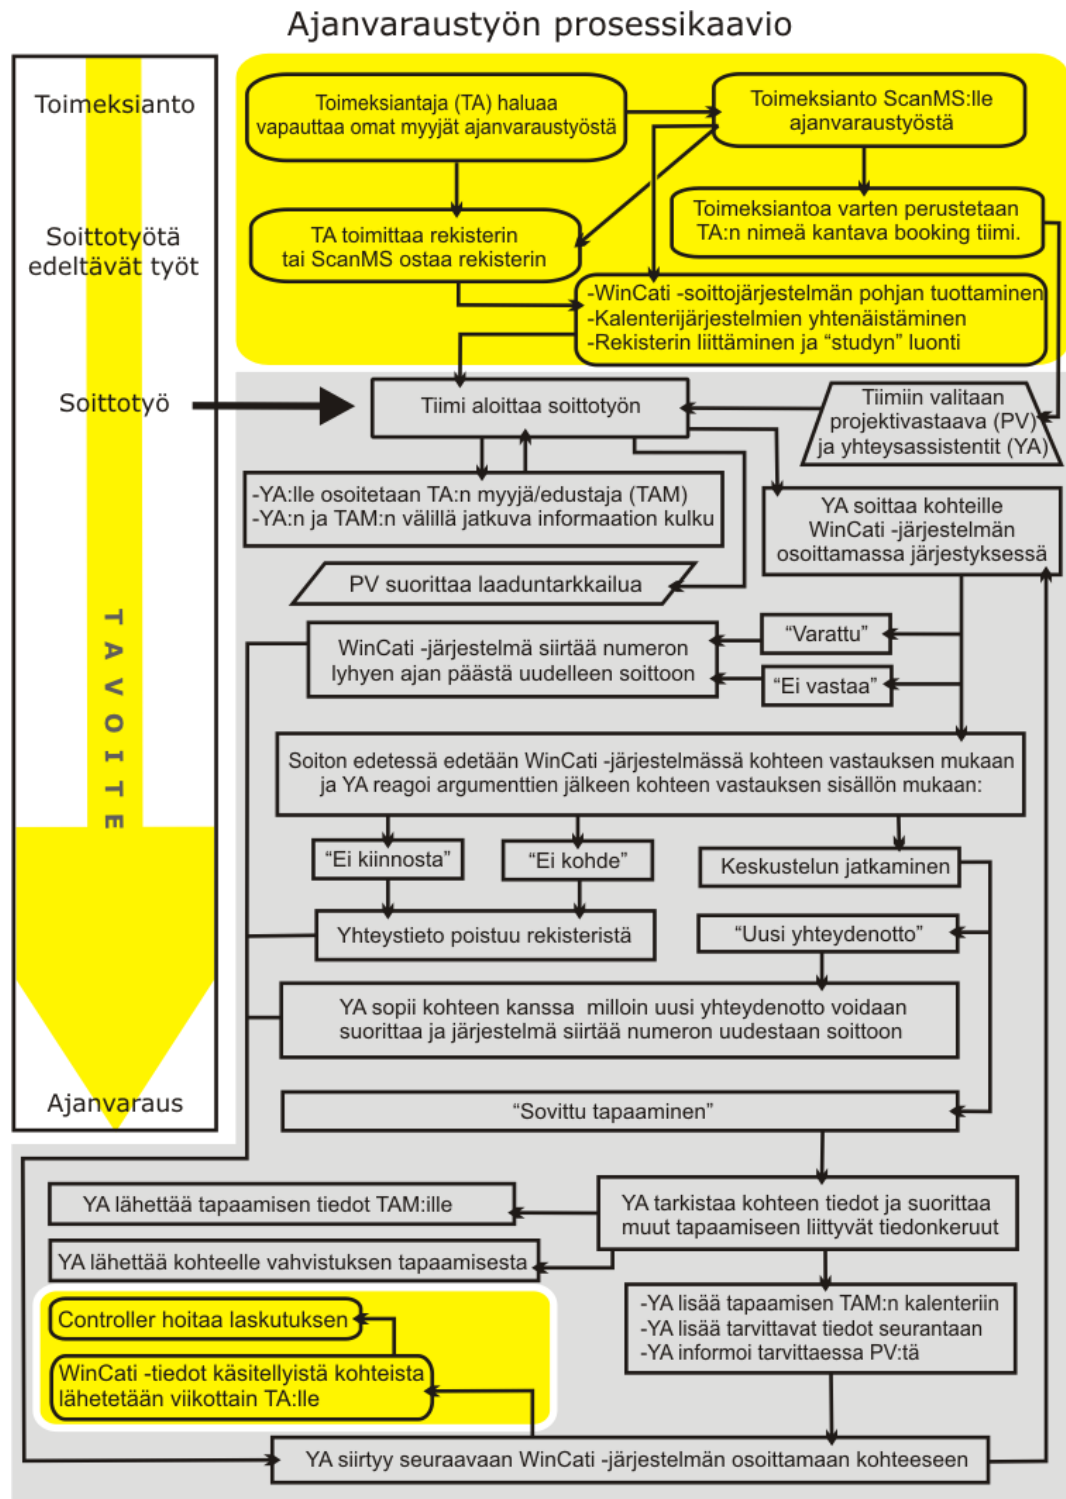 Ajanvaraustyön prosessikaavio
Toimeksianto
Toimeksiantaja (TA) haluaa
vapauttaa omat myyjät ajanvaraustyöstä
Toimeksianto ScanMS:lle
ajanvaraustyöstä
Soittotyötä
edeltävät työt
TA toimittaa rekisterin
tai ScanMS ostaa rekisterin
Toimeksiantoa varten perustetaan
TA:n nimeä kantava booking tiimi.
-WinCati -soittojärjestelmän pohjan tuottaminen
-Kalenterijärjestelmien yhtenäistäminen
-Rekisterin liittäminen ja “studyn” luonti
Soittotyö
Tiimi aloittaa soittotyön
Tiimiin valitaan
projektivastaava (PV)
ja yhteysassistentit (YA)
-YA:lle osoitetaan TA:n myyjä/edustaja (TAM)
-YA:n ja TAM:n välillä jatkuva informaation kulku
YA soittaa kohteille
WinCati -järjestelmän
osoittamassa järjestyksessä
PV suorittaa laaduntarkkailua
TAVOITE
WinCati -järjestelmä siirtää numeron
lyhyen ajan päästä uudelleen soittoon
“Varattu”
“Ei vastaa”
Soiton edetessä edetään WinCati -järjestelmässä kohteen vastauksen mukaan
ja YA reagoi argumenttien jälkeen kohteen vastauksen sisällön mukaan:
“Ei kiinnosta”
“Ei kohde”
Keskustelun jatkaminen
Yhteystieto poistuu rekisteristä
“Uusi yhteydenotto”
YA sopii kohteen kanssa milloin uusi yhteydenotto voidaan
suorittaa ja järjestelmä siirtää numeron uudestaan soittoon
Ajanvaraus
“Sovittu tapaaminen”
YA lähettää tapaamisen tiedot TAM:ille
YA tarkistaa kohteen tiedot ja suorittaa
muut tapaamiseen liittyvät tiedonkeruut
YA lähettää kohteelle vahvistuksen tapaamisesta
-YA lisää tapaamisen TAM:n kalenteriin
-YA lisää tarvittavat tiedot seurantaan
-YA informoi tarvittaessa PV:tä
Controller hoitaa laskutuksen
WinCati -tiedot käsitellyistä kohteista
lähetetään viikottain TA:lle
YA siirtyy seuraavaan WinCati -järjestelmän osoittamaan kohteeseen